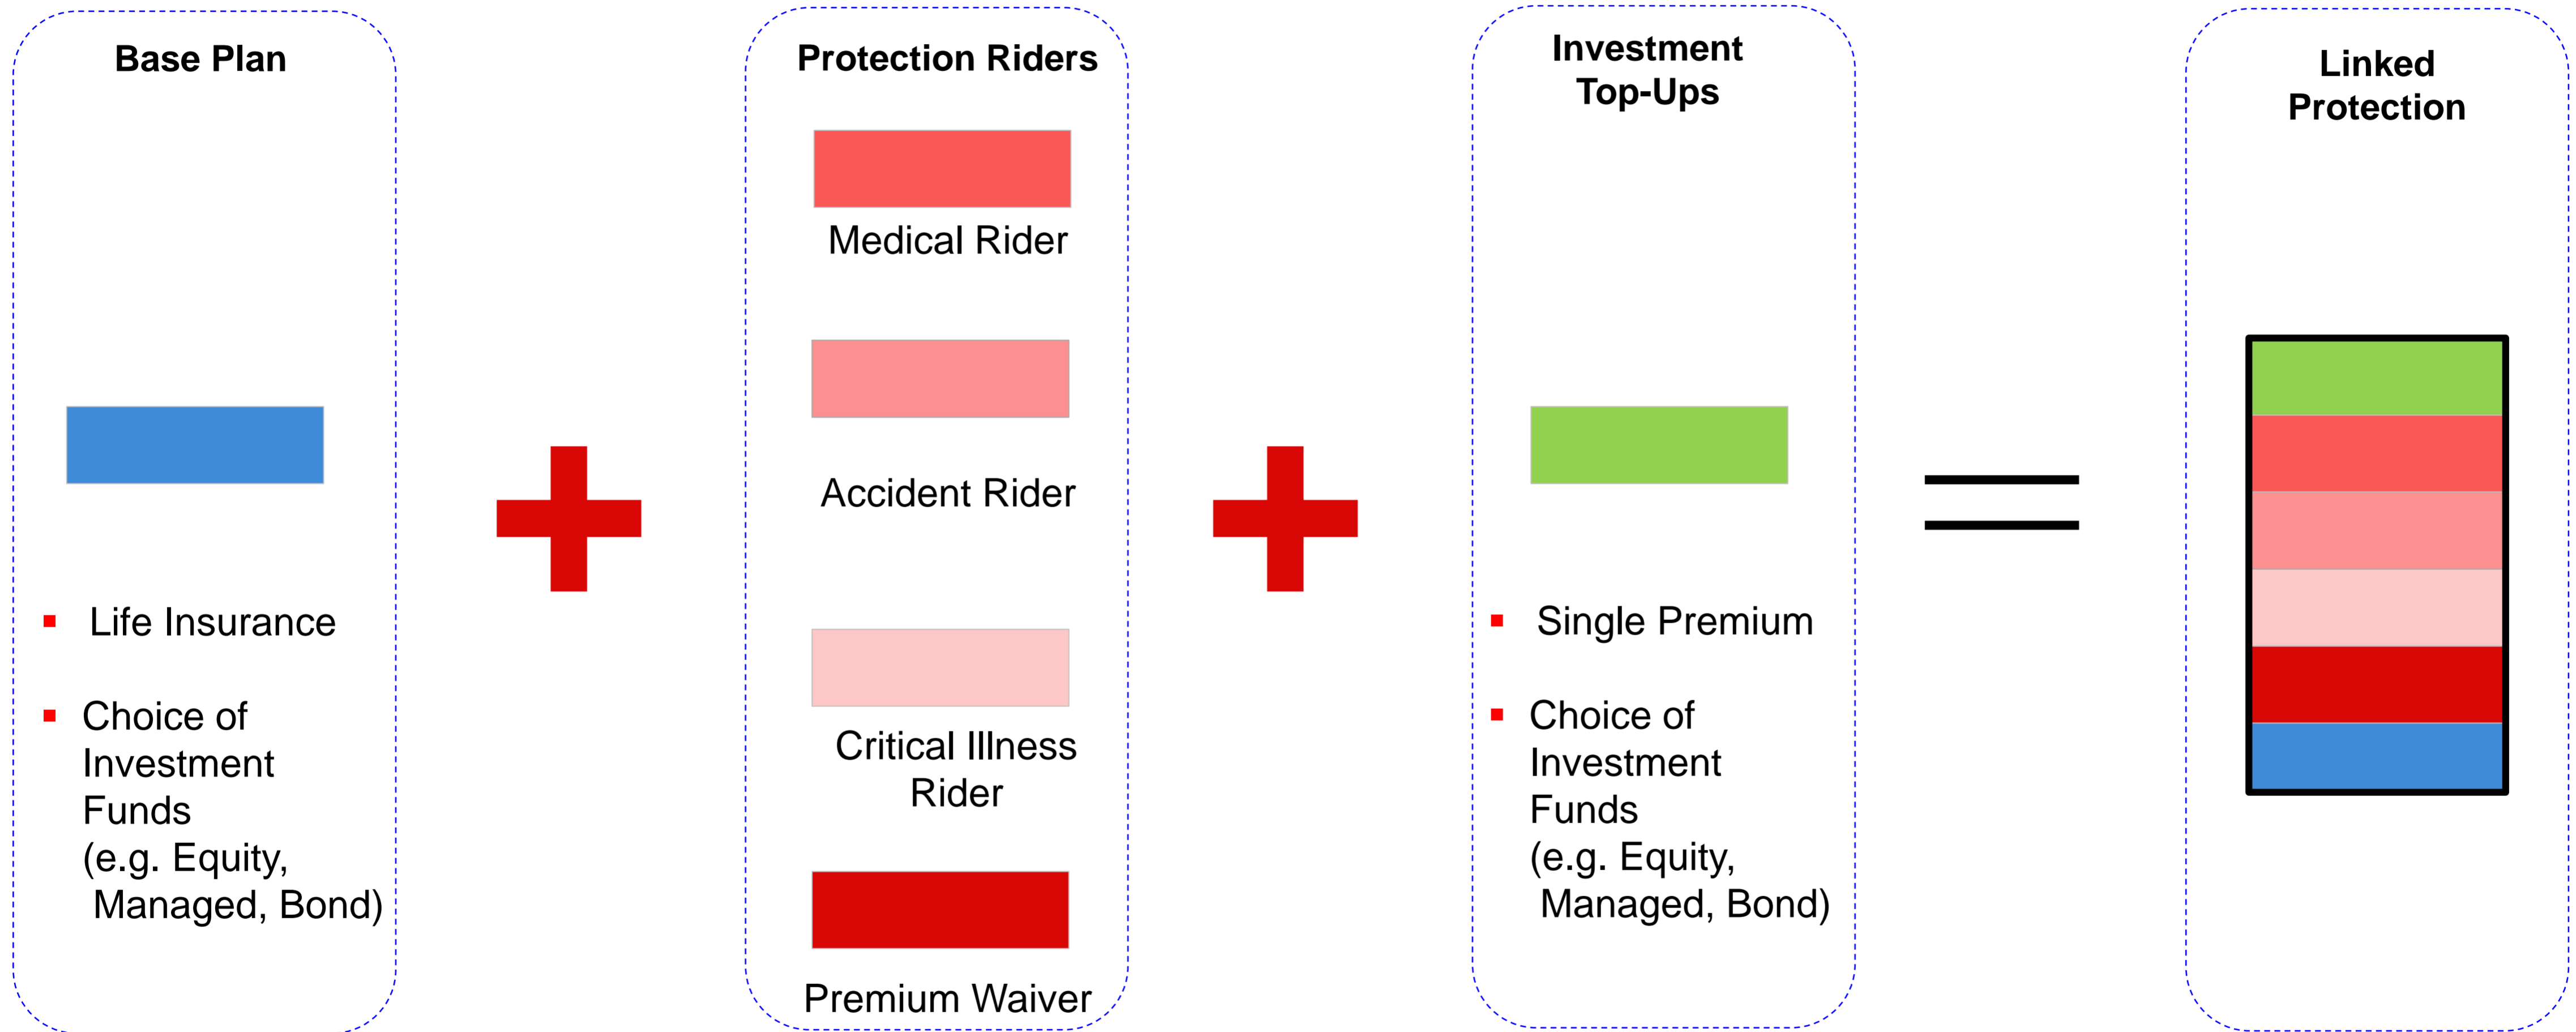 Base Plan
▪ Life Insurance
▪ Choice of
Investment
Funds
(e.g. Equity,
Managed, Bond)
Protection Riders
Medical Rider
Accident Rider
Critical Illness
Rider
Premium Waiver
Investment
Top-Ups
▪ Single Premium
▪ Choice of
Investment
Funds
(e.g. Equity,
Managed, Bond)
Linked
Protection